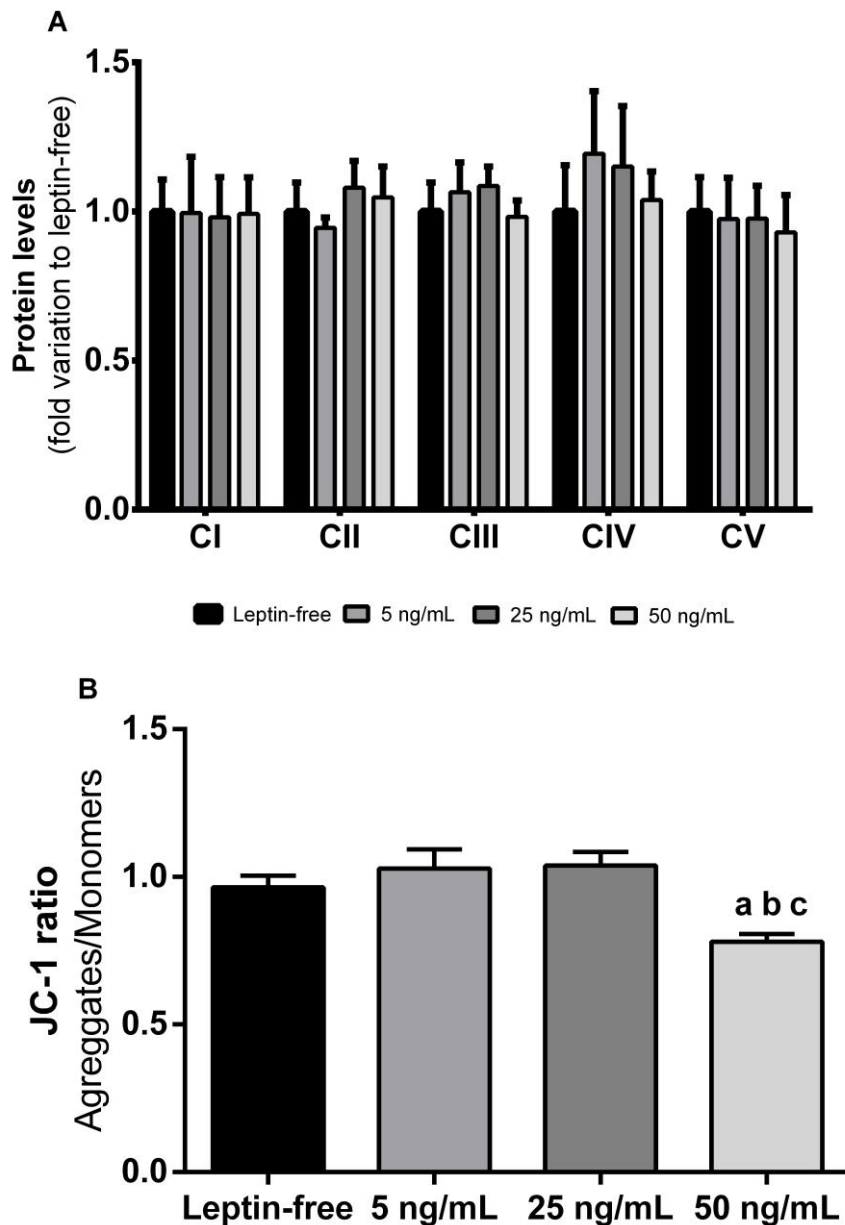 A
Protein levels
(fold variation to leptin-free)
1.5
1.0
0.5
0.0
CI CII CIII CIV CV
Leptin-free 5 ng/mL 25 ng/mL 50 ng/mL
B
JC-1 ratio
Agreggates/Monomers
1.5
1.0
0.5
0.0
a b c
Leptin-free 5 ng/mL 25 ng/mL 50 ng/mL